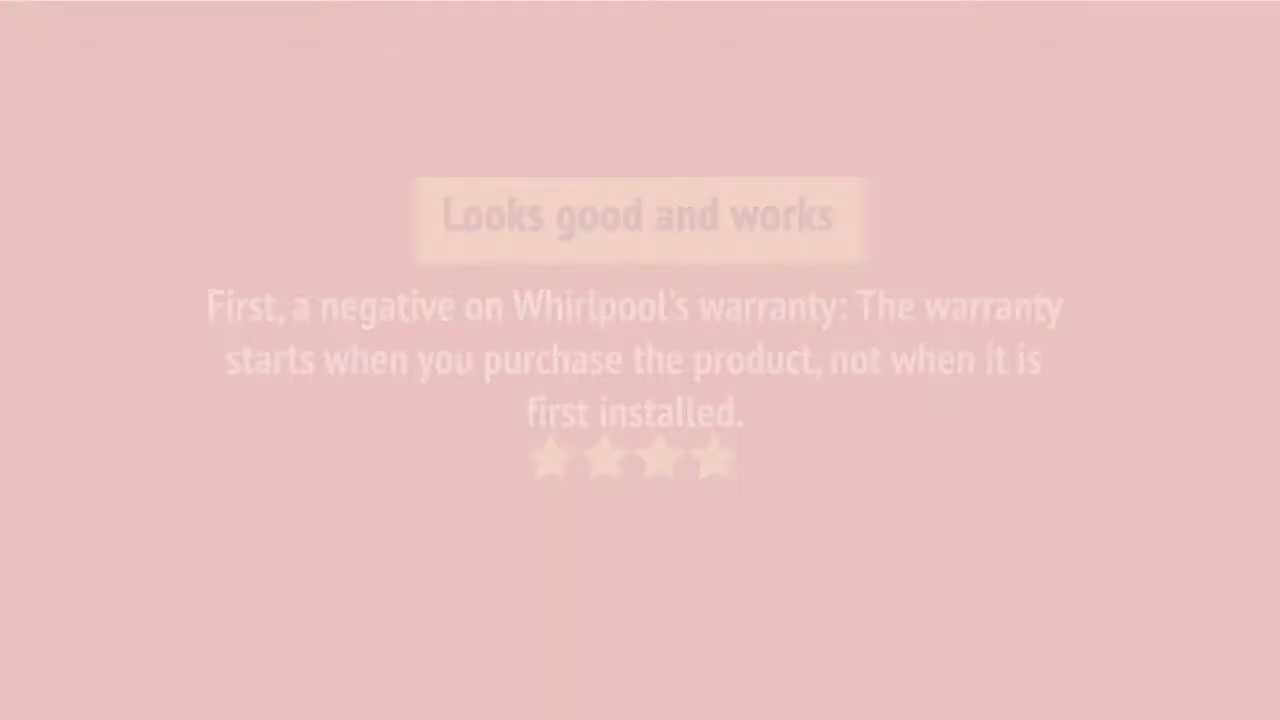 Looks good and works
First, a negative on Whirlpool's warranty: The warranty
starts when you purchase the product, not when it is
first installed.